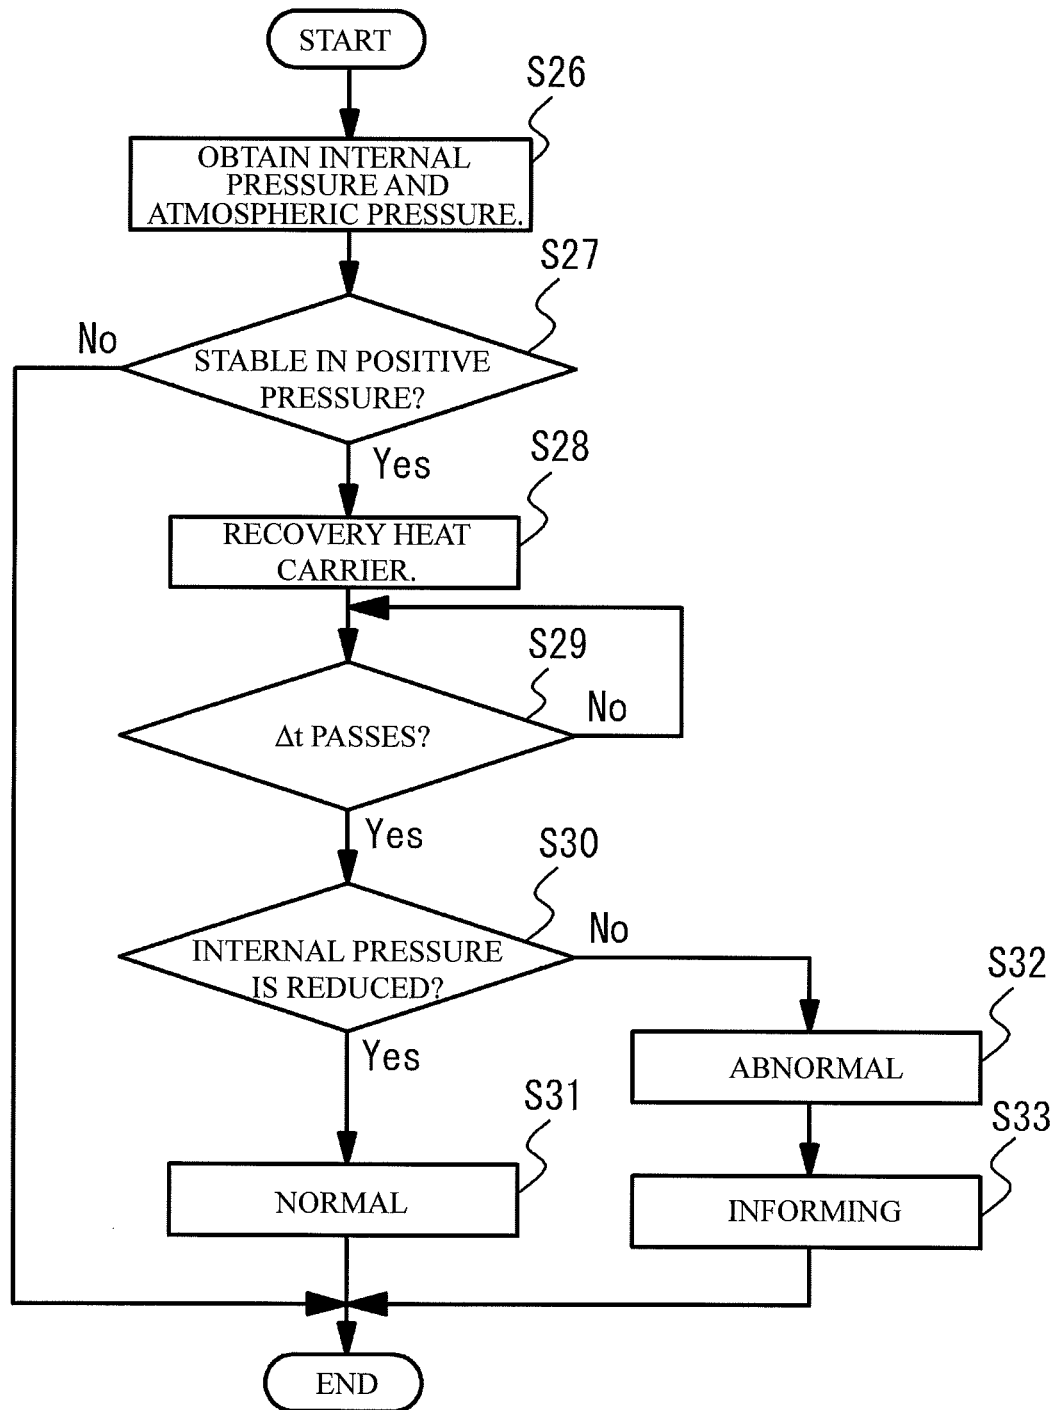 START
S26
OBTAIN INTERNAL
PRESSURE AND
ATMOSPHERIC PRESSURE.
S27
No
STABLE IN POSITIVE
PRESSURE?
Yes
S28
RECOVERY HEAT
CARRIER.
S29
No
Δt PASSES?
Yes
S30
No
INTERNAL PRESSURE
IS REDUCED?
Yes
S32
ABNORMAL
S31
S33
NORMAL
INFORMING
END